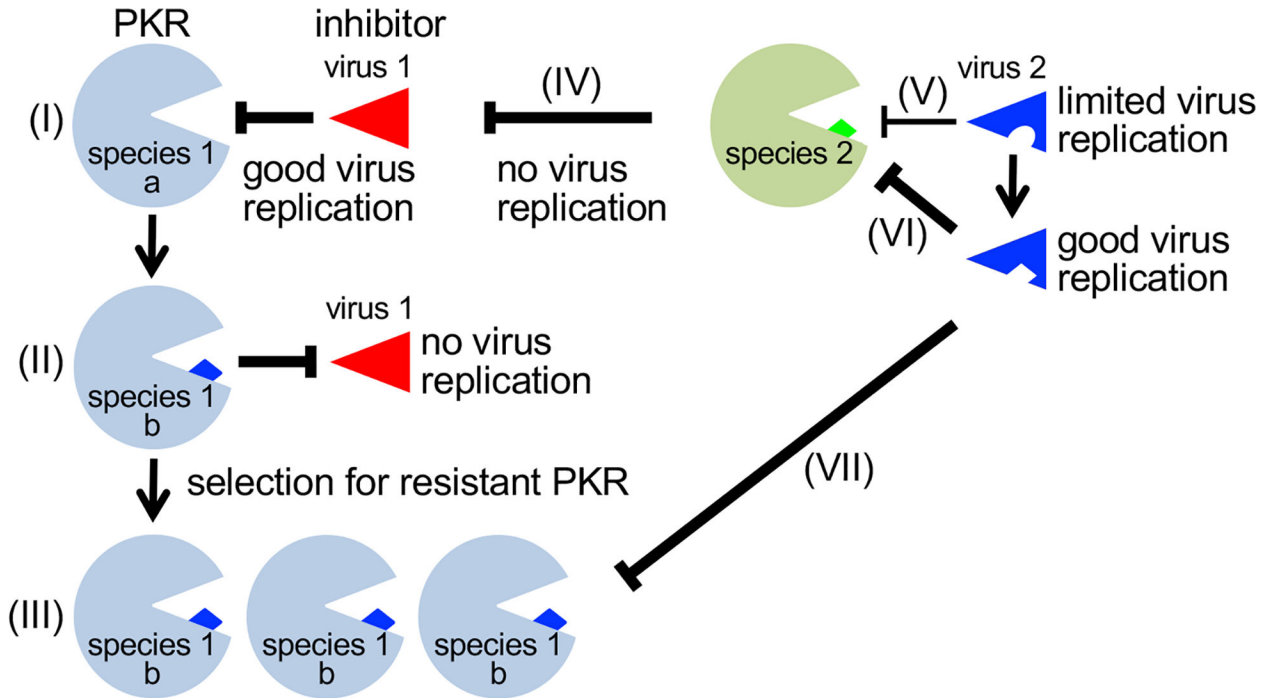 PKR
inhibitor
virus 1
(I)
species 1
a
good virus
replication
(IV)
no virus
replication
species 2
(V)
virus 2
limited virus
replication
(VI)
good virus
replication
(II)
species 1
b
virus 1
no virus
replication
selection for resistant PKR
(VII)
(III)
species 1
b
species 1
b
species 1
b